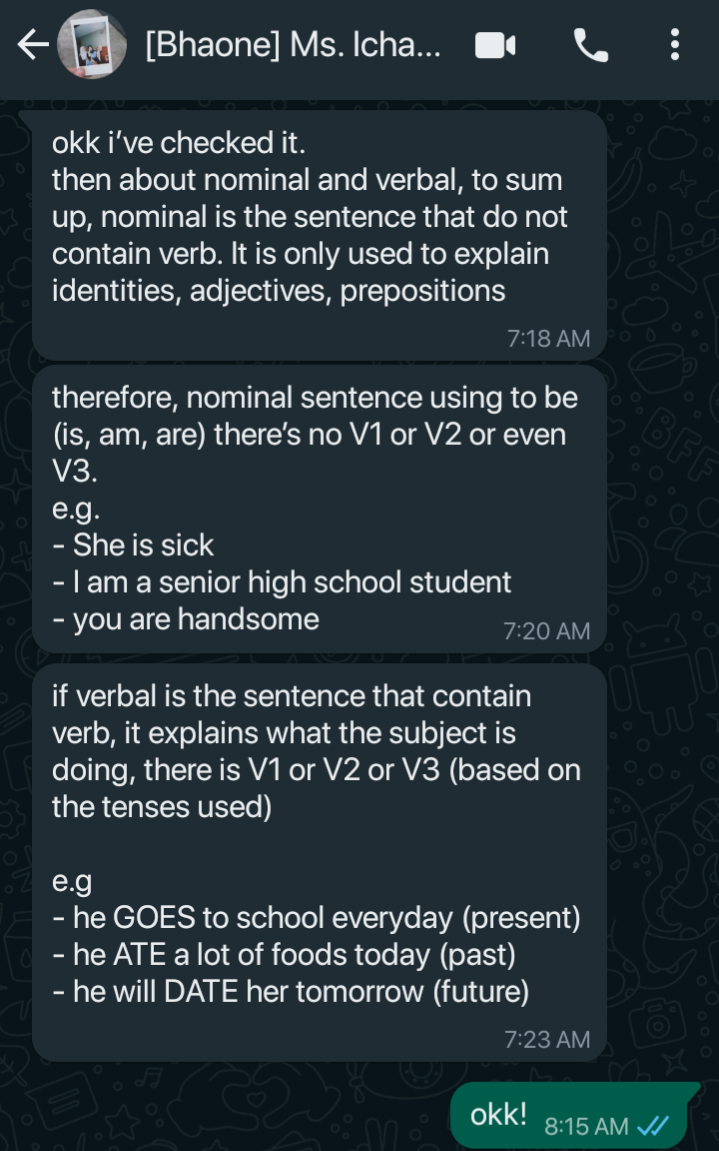 [Bhaone] Ms. Icha...
okk i've checked it.
then about nominal and verbal, to sum
up, nominal is the sentence that do not
contain verb. It is only used to explain
identities, adjectives, prepositions
7:18 AM
therefore, nominal sentence using to be
(is, am, are) there's no V1 or V2 or even
V3.
e.g.
- She is sick
- I am a senior high school student
- you are handsome
7:20 AM
if verbal is the sentence that contain
verb, it explains what the subject is
doing, there is V1 or V2 or V3 (based on
the tenses used)
e.g
- he GOES to school everyday (present)
- he ATE a lot of foods today (past)
- he will DATE her tomorrow (future)
7:23 AM
okk!
8:15 AM